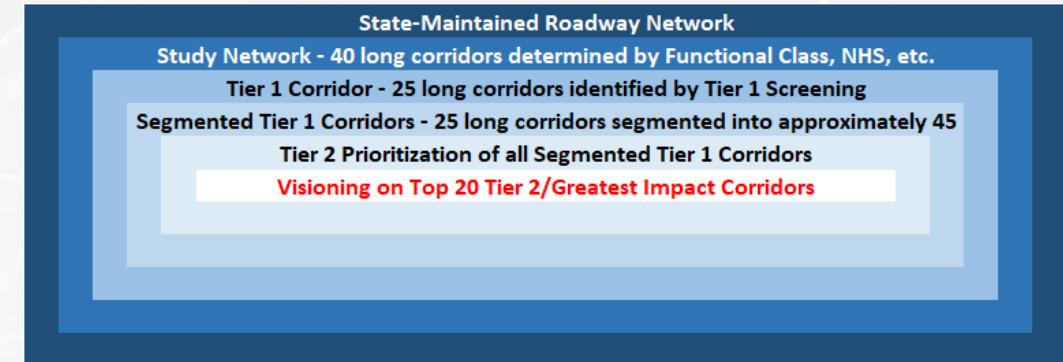 State-Maintained Roadway Network
Study Network - 40 long corridors determined by Functional Class, NHS, etc.
Tier 1 Corridor - 25 long corridors identified by Tier 1 Screening
Segmented Tier 1 Corridors - 25 long corridors segmented into approximately 45
Tier 2 Prioritization of all Segmented Tier 1 Corridors
Visioning on Top 20 Tier 2/Greatest Impact Corridors